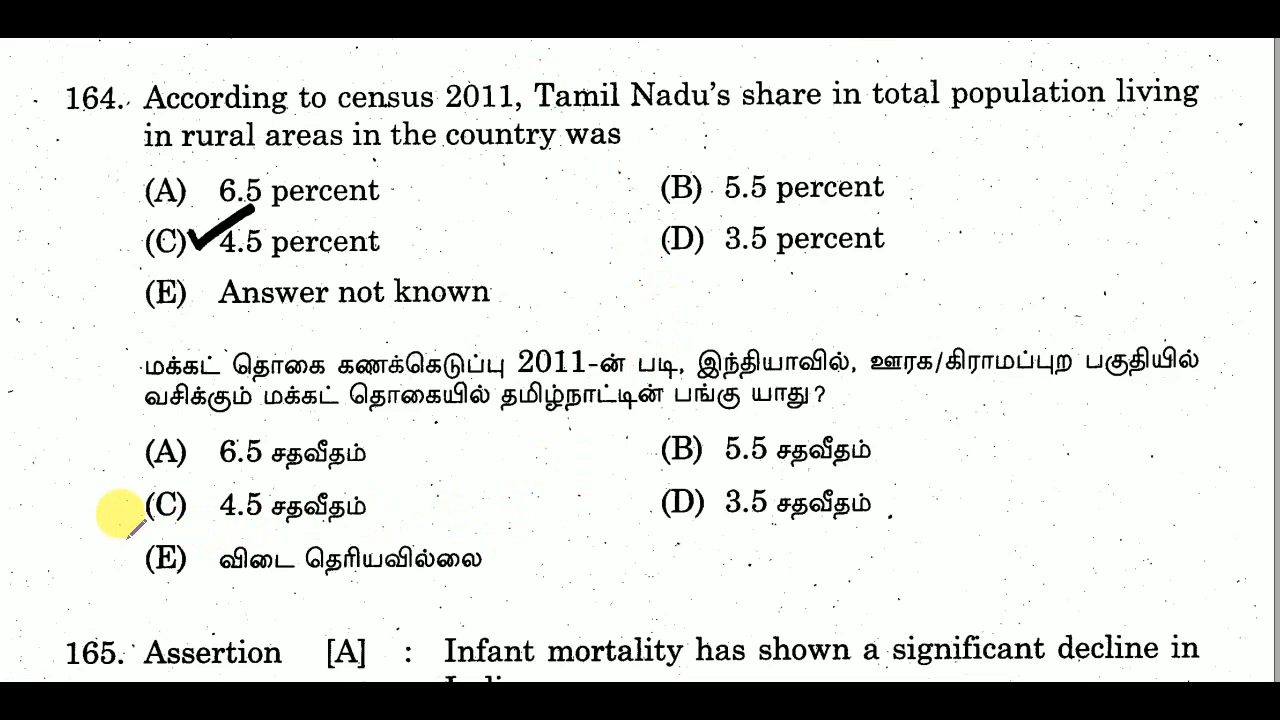 164. According to census 2011, Tamil Nadu's share in total population living
in rural areas in the country was
(A) 6.5 percent (B) 5.5 percent
(C) 4.5 percent (D) 3.5 percent
(E) Answer not known
மக்கட் தொகை கணக்கெடுப்பு 2011-ன் படி, இந்தியாவில், ஊரக/கிராமப்புற பகுதியில்
வசிக்கும் மக்கட் தொகையில் தமிழ்நாட்டின் பங்கு யாது?
(A) 6.5 சதவீதம் (B) 5.5 சதவீதம்
(C) 4.5 சதவீதம் (D) 3.5 சதவீதம்
(E) விடை தெரியவில்லை
165. Assertion [A] : Infant mortality has shown a significant decline in